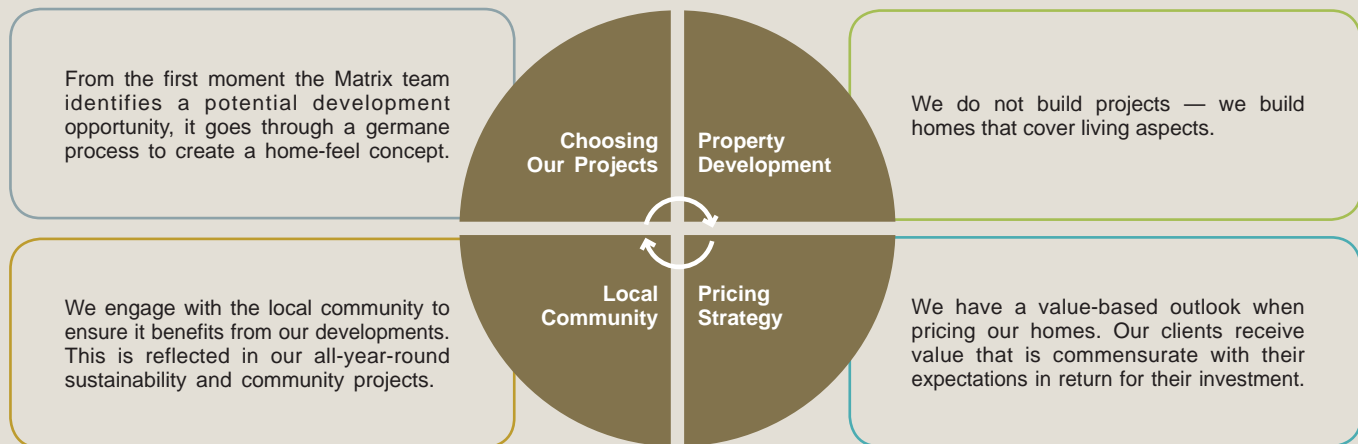 From the first moment the Matrix team
identifies a potential development
opportunity, it goes through a germane
process to create a home-feel concept.
Choosing
Our Projects
Property
Development
We do not build projects — we build
homes that cover living aspects.
We engage with the local community to
ensure it benefits from our developments.
This is reflected in our all-year-round
sustainability and community projects.
Local
Community
Pricing
Strategy
We have a value-based outlook when
pricing our homes. Our clients receive
value that is commensurate with their
expectations in return for their investment.